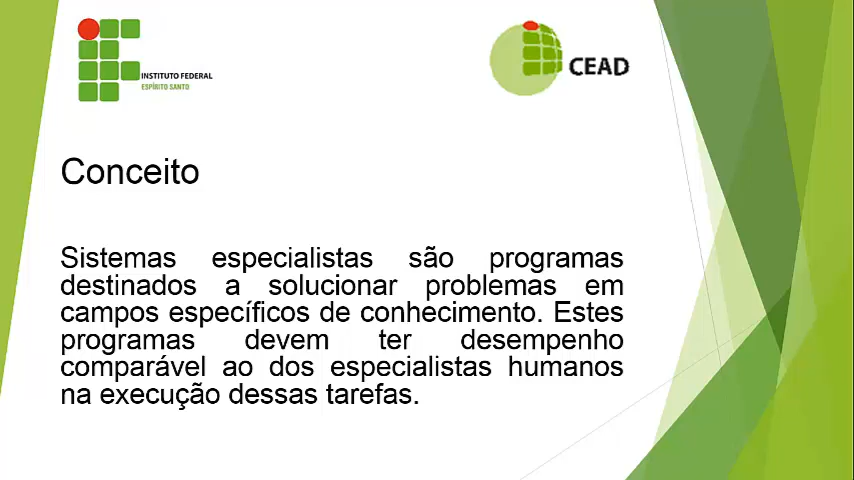 INSTITUTO FEDERAL
ESPÍRITO SANTO
CEAD
Conceito
Sistemas especialistas são programas
destinados a solucionar problemas em
campos específicos de conhecimento. Estes
programas devem ter desempenho
comparável ao dos especialistas humanos
na execução dessas tarefas.